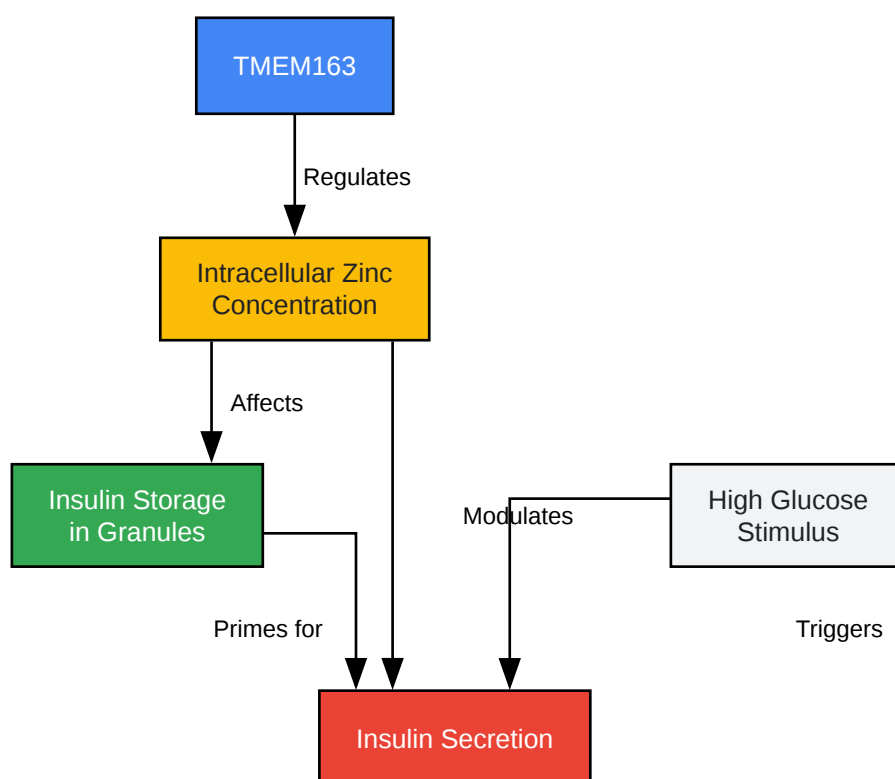 TMEM163
Regulates
Intracellular Zinc
Concentration
Affects
Insulin Storage
in Granules
Modulates
High Glucose
Stimulus
Primes for
Triggers
Insulin Secretion